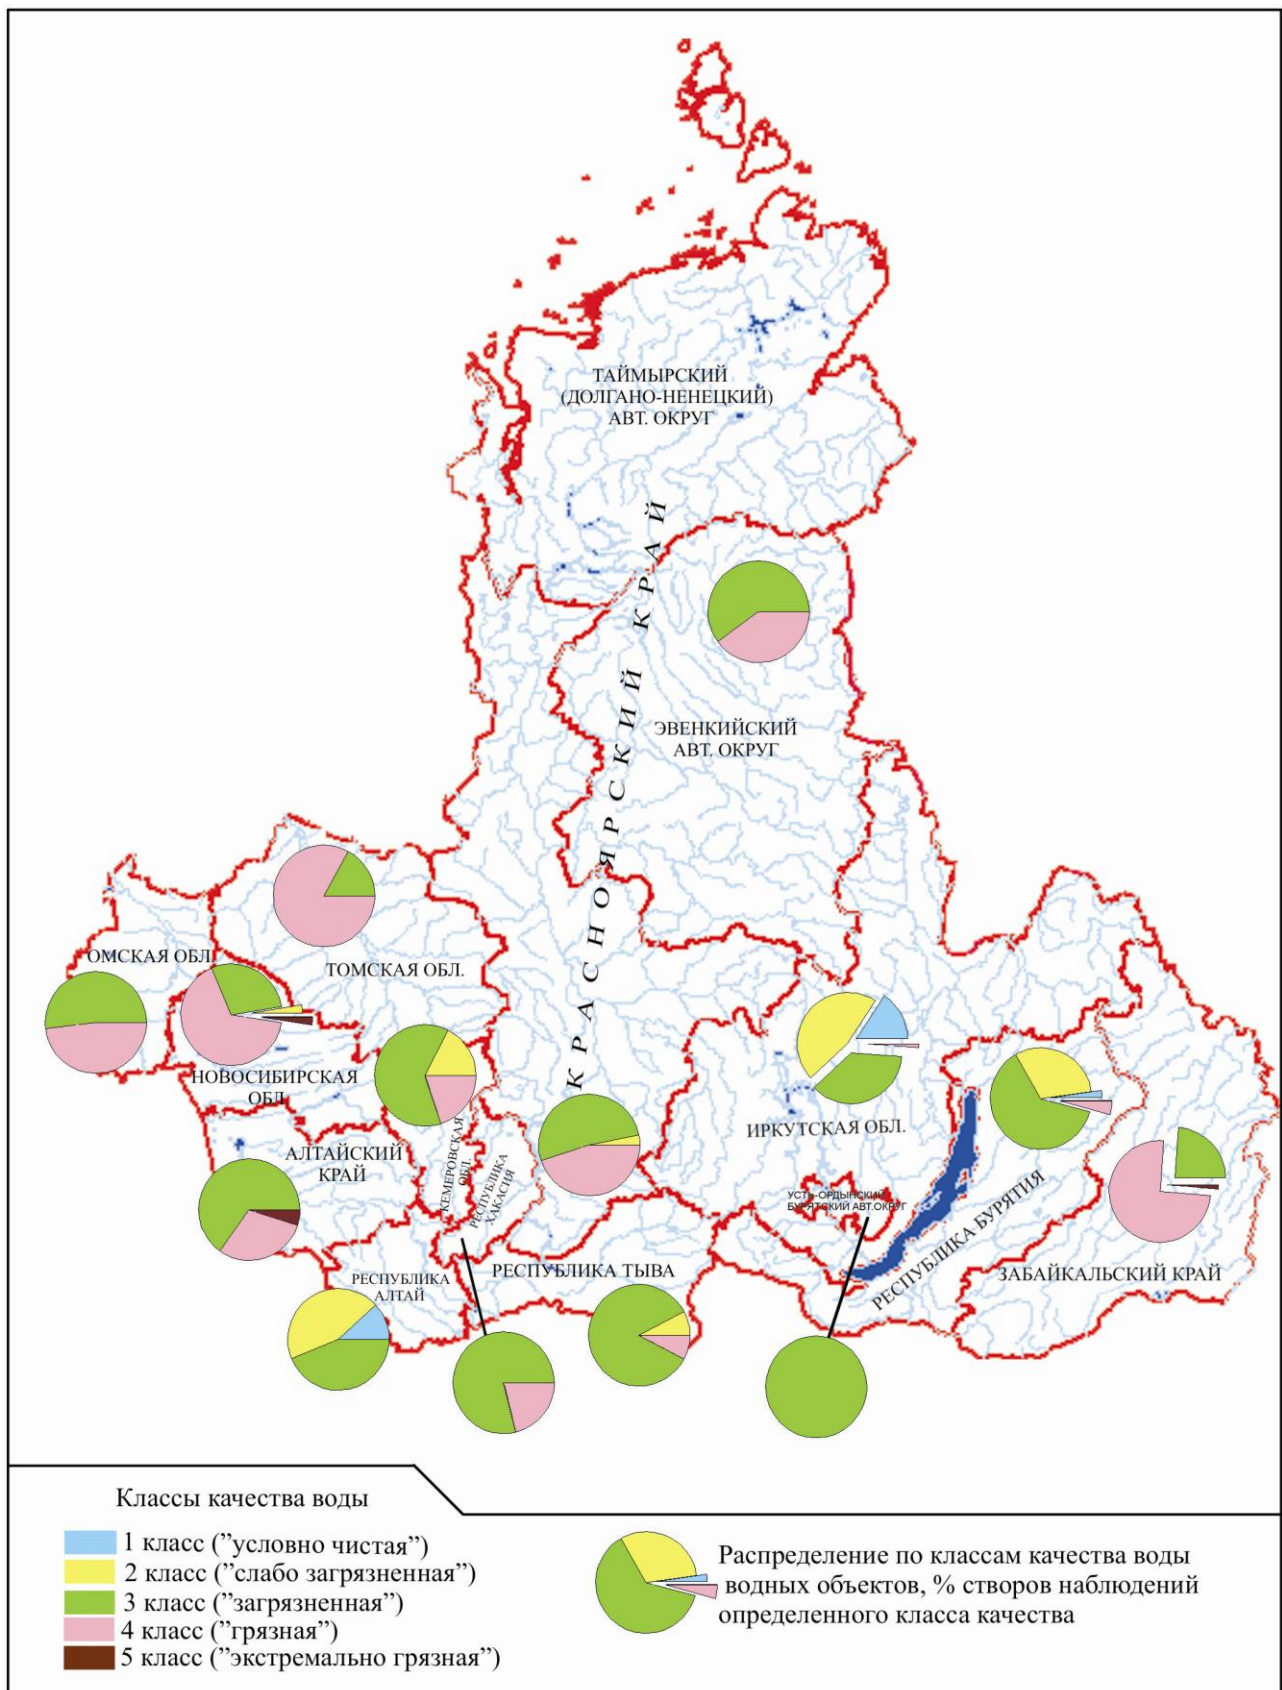 ТАЙМЫРСКИЙ
(ДОЛГАНО-НЕНЕЦКИЙ)
АВТ. ОКРУГ
КРАСНОЯРСКИЙ КРАЙ
ЭВЕНКИЙСКИЙ
АВТ. ОКРУГ
ОМСКАЯ ОБЛ.
ТОМСКАЯ ОБЛ.
НОВОСИБИРСКАЯ
ОБЛ.
АЛТАЙСКИЙ
КРАЙ
КЕМЕРОВСКАЯ
ОБЛ.
РЕСПУБЛИКА
ХАКАСИЯ
ИРКУТСКАЯ ОБЛ.
УСТЬ-ОРДЫНСКИЙ
БУРЯТСКИЙ АВТ.ОКРУГ
РЕСПУБЛИКА БУРЯТИЯ
ЗАБАЙКАЛЬСКИЙ КРАЙ
РЕСПУБЛИКА
АЛТАЙ
РЕСПУБЛИКА ТЫВА
Классы качества воды
1 класс ("условно чистая")
2 класс ("слабо загрязненная")
3 класс ("загрязненная")
4 класс ("грязная")
5 класс ("экстремально грязная")
Распределение по классам качества воды
водных объектов, % створов наблюдений
определенного класса качества